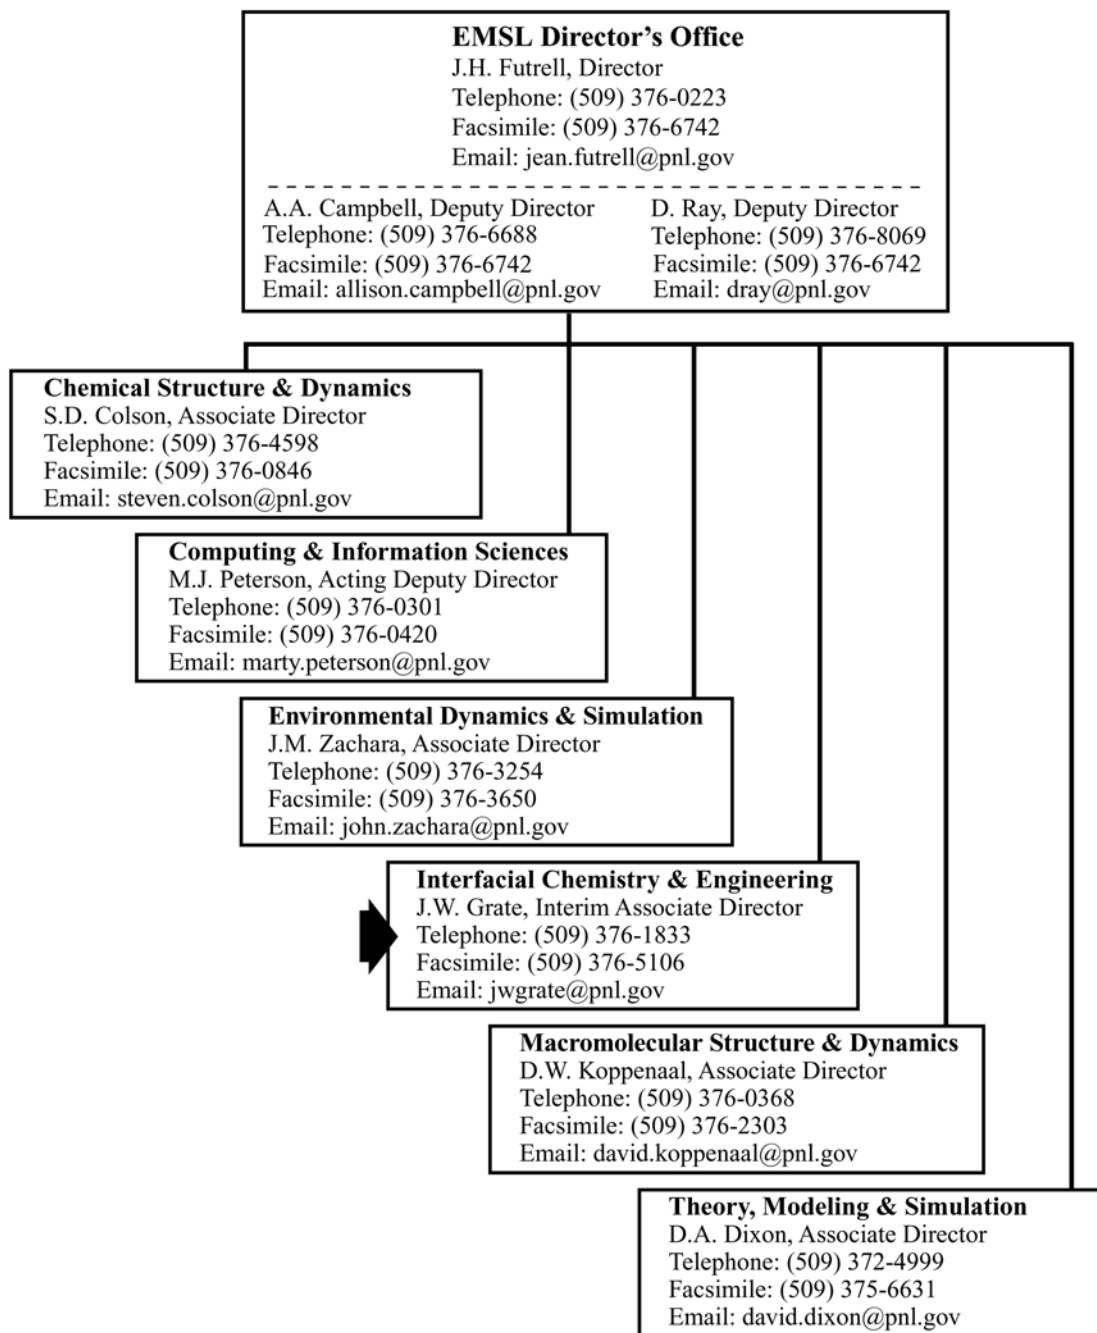 EMSL Director’s Office
J.H. Futrell, Director
Telephone: (509) 376-0223
Facsimile: (509) 376-6742
Email: jean.futrell@pnl.gov
A.A. Campbell, Deputy Director
Telephone: (509) 376-6688
Facsimile: (509) 376-6742
Email: allison.campbell@pnl.gov
D. Ray, Deputy Director
Telephone: (509) 376-8069
Facsimile: (509) 376-6742
Email: dray@pnl.gov
Chemical Structure & Dynamics
S.D. Colson, Associate Director
Telephone: (509) 376-4598
Facsimile: (509) 376-0846
Email: steven.colson@pnl.gov
Computing & Information Sciences
M.J. Peterson, Acting Deputy Director
Telephone: (509) 376-0301
Facsimile: (509) 376-0420
Email: marty.peterson@pnl.gov
Environmental Dynamics & Simulation
J.M. Zachara, Associate Director
Telephone: (509) 376-3254
Facsimile: (509) 376-3650
Email: john.zachara@pnl.gov
Interfacial Chemistry & Engineering
J.W. Grate, Interim Associate Director
Telephone: (509) 376-1833
Facsimile: (509) 376-5106
Email: jwgrate@pnl.gov
Macromolecular Structure & Dynamics
D.W. Koppenaal, Associate Director
Telephone: (509) 376-0368
Facsimile: (509) 376-2303
Email: david.koppenaal@pnl.gov
Theory, Modeling & Simulation
D.A. Dixon, Associate Director
Telephone: (509) 372-4999
Facsimile: (509) 375-6631
Email: david.dixon@pnl.gov